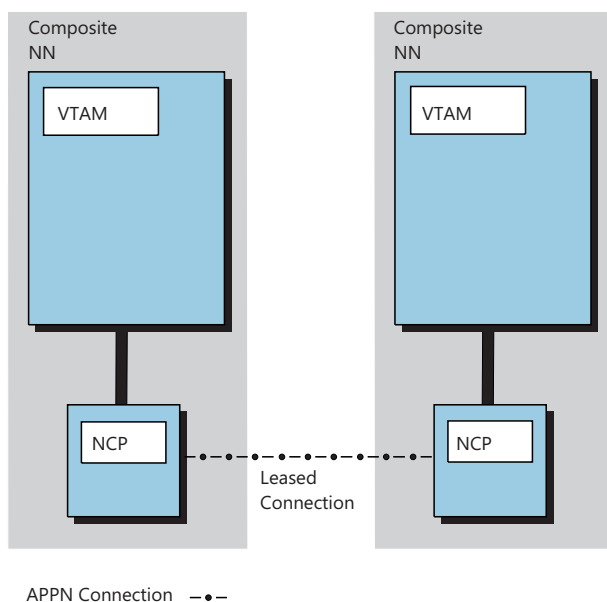 Composite
NN
VTAM
NCP
Composite
NN
VTAM
NCP
Leased
Connection
APPN Connection